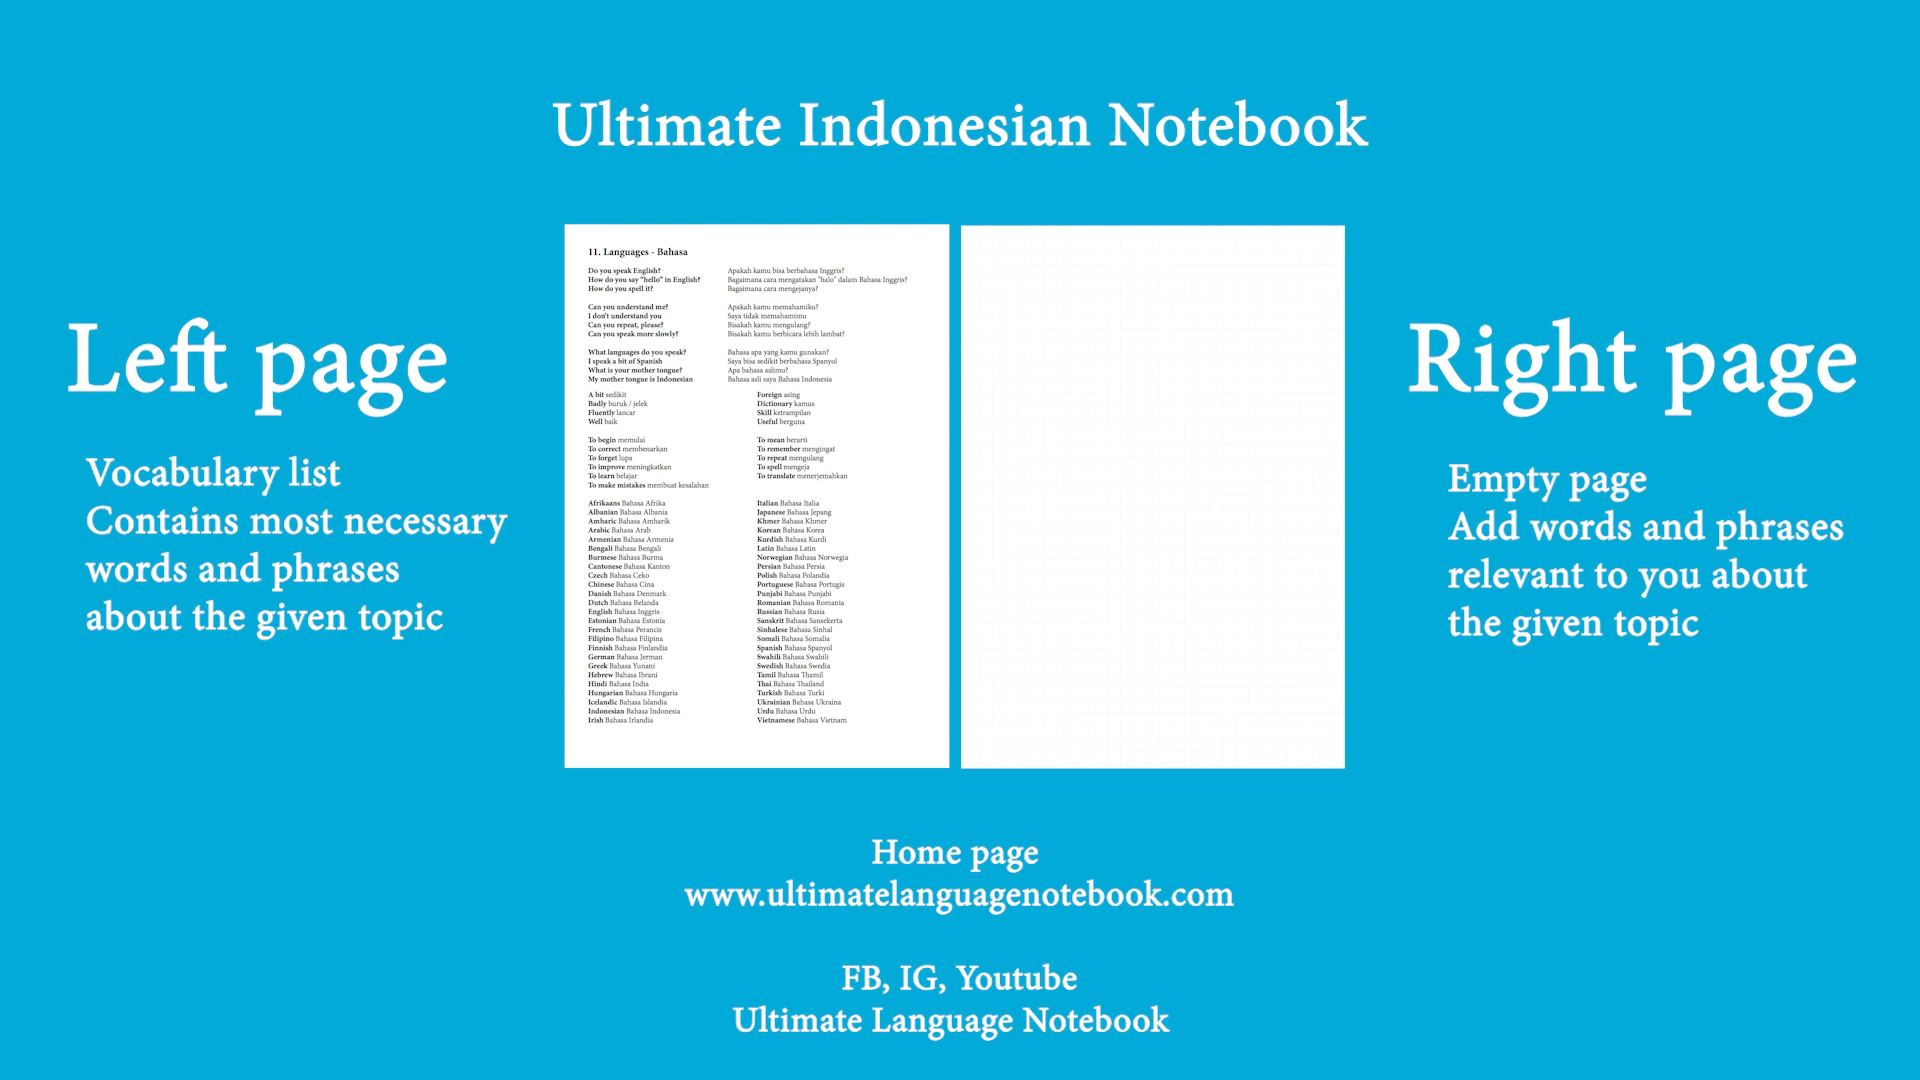 Ultimate Indonesian Notebook
Left page
Vocabulary list
Contains most necessary
words and phrases
about the given topic
11. Languages - Bahasa
Do you speak English? Apakah kamu bisa berbahasa Inggris?
How do you say "hello" in English? Bagaimana cara mengatakan "halo" dalam Bahasa Inggris?
How do you spell it? Bagaimana cara mengejanya?
Can you understand me? Apakah kamu memahamiku?
I don't understand you Saya tidak memahamimu
Can you repeat, please? Bisakah kamu mengulang?
Can you speak more slowly? Bisakah kamu berbicara lebih lambat?
What languages do you speak? Bahasa apa yang kamu gunakan?
I speak a bit of Spanish Saya bisa sedikit berbahasa Spanyol
What is your mother tongue? Apa bahasa aslimu?
My mother tongue is Indonesian Bahasa asli saya Bahasa Indonesia
A bit sedikit
Badly buruk / jelek
Fluently lancar
Well baik
Foreign asing
Dictionary kamus
Skill ketrampilan
Useful berguna
To begin memulai
To correct membenarkan
To forget lupa
To improve meningkatkan
To learn belajar
To make mistakes membuat kesalahan
To mean berarti
To remember mengingat
To repeat mengulang
To spell mengeja
To translate menerjemahkan
Afrikaans Bahasa Afrika
Albanian Bahasa Albania
Amharic Bahasa Amharik
Arabic Bahasa Arab
Armenian Bahasa Armenia
Bengali Bahasa Bengali
Burmese Bahasa Burma
Cantonese Bahasa Kanton
Czech Bahasa Ceko
Chinese Bahasa Cina
Danish Bahasa Denmark
Dutch Bahasa Belanda
English Bahasa Inggris
Estonian Bahasa Estonia
French Bahasa Perancis
Filipino Bahasa Filipina
Finnish Bahasa Finlandia
German Bahasa Jerman
Greek Bahasa Yunani
Hebrew Bahasa Ibrani
Hindi Bahasa India
Hungarian Bahasa Hungaria
Icelandic Bahasa Islandia
Indonesian Bahasa Indonesia
Irish Bahasa Irlandia
Italian Bahasa Italia
Japanese Bahasa Jepang
Khmer Bahasa Khmer
Korean Bahasa Korea
Kurdish Bahasa Kurdi
Latin Bahasa Latin
Norwegian Bahasa Norwegia
Persian Bahasa Persia
Polish Bahasa Polandia
Portuguese Bahasa Portugis
Punjabi Bahasa Punjabi
Romanian Bahasa Romania
Russian Bahasa Rusia
Sanskrit Bahasa Sansekerta
Sinhalese Bahasa Sinhal
Somali Bahasa Somalia
Spanish Bahasa Spanyol
Swahili Bahasa Swahili
Swedish Bahasa Swedia
Tamil Bahasa Thamil
Thai Bahasa Thailand
Turkish Bahasa Turki
Ukrainian Bahasa Ukraina
Urdu Bahasa Urdu
Vietnamese Bahasa Vietnam
Right page
Empty page
Add words and phrases
relevant to you about
the given topic
Home page
www.ultimatelanguagenotebook.com
FB, IG, Youtube
Ultimate Language Notebook